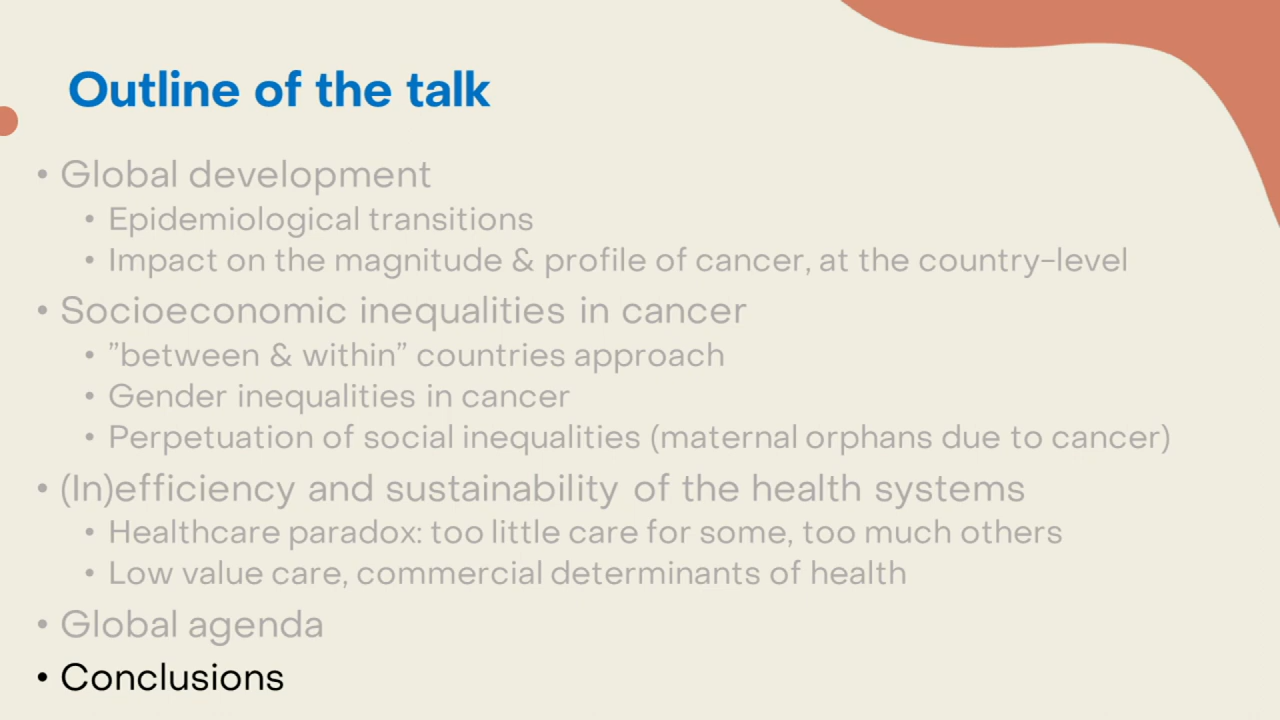 Outline of the talk
• Global development
• Epidemiological transitions
• Impact on the magnitude & profile of cancer, at the country-level
• Socioeconomic inequalities in cancer
• ”between & within” countries approach
• Gender inequalities in cancer
• Perpetuation of social inequalities (maternal orphans due to cancer)
• (In)efficiency and sustainability of the health systems
• Healthcare paradox: too little care for some, too much others
• Low value care, commercial determinants of health
• Global agenda
• Conclusions